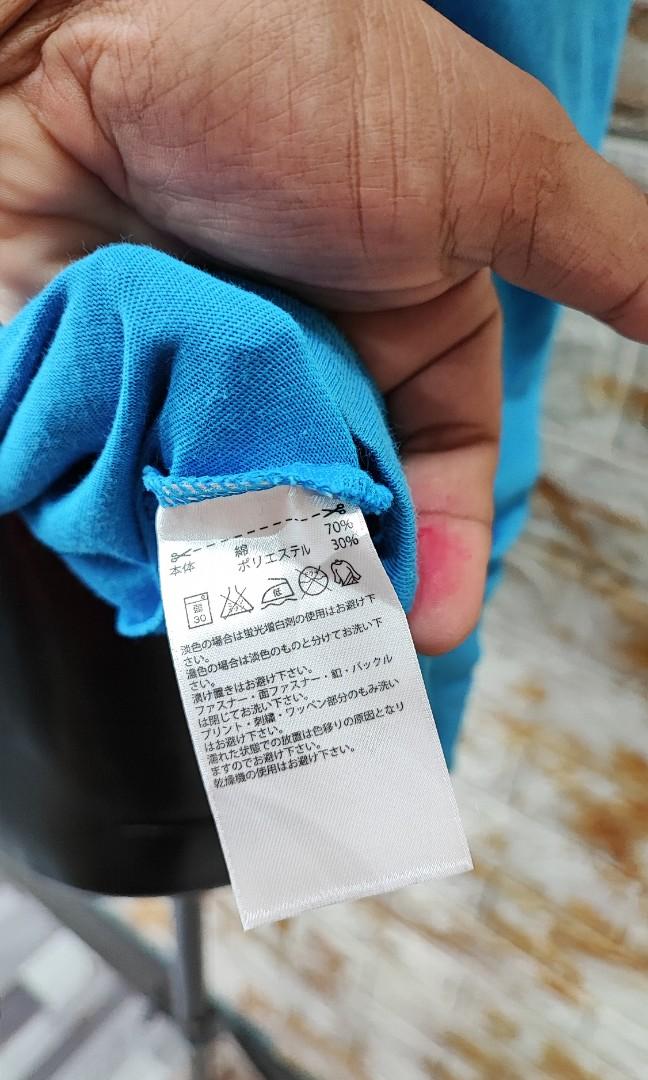 本体 綿 70%
ポリエステル 30%
弱 30 低
淡色の場合は蛍光増白剤の使用はお避け下
さい。
濃色の場合は淡色のものと分けてお洗い下
さい。
漬け置きはお避け下さい。
ファスナー・面ファスナー・釦・バックル
は閉じてお洗い下さい。
プリント・刺繍・ワッペン部分のもみ洗い
はお避け下さい。
濡れた状態での放置は色移りの原因となり
ますのでお避け下さい。
乾燥機の使用はお避け下さい。